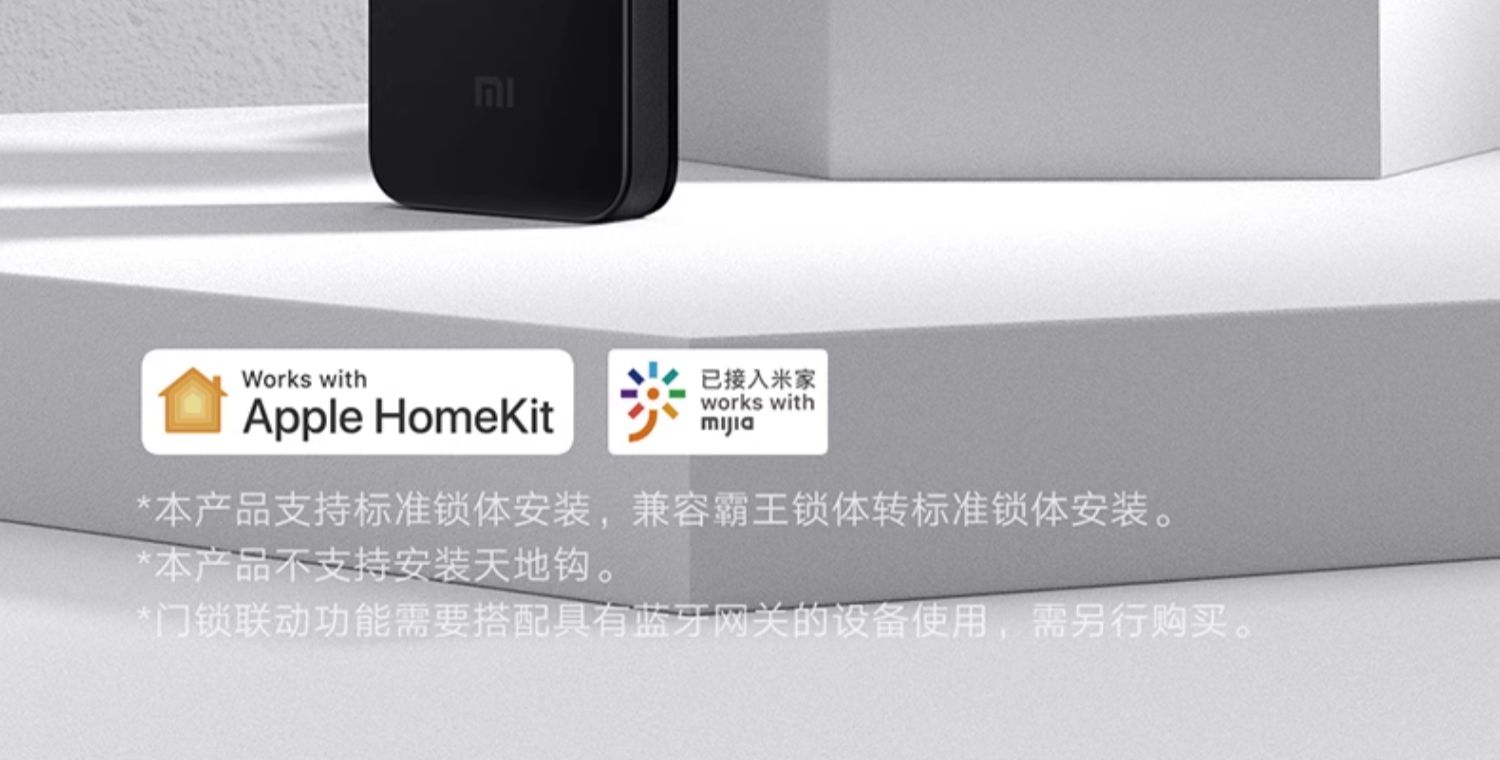 mi
Works with
Apple HomeKit
已接入米家
works with
mijia
*本产品支持标准锁体安装，兼容霸王锁体转标准锁体安装。
*本产品不支持安装天地钩。
*门锁联动功能需要搭配具有蓝牙网关的设备使用，需另行购买。